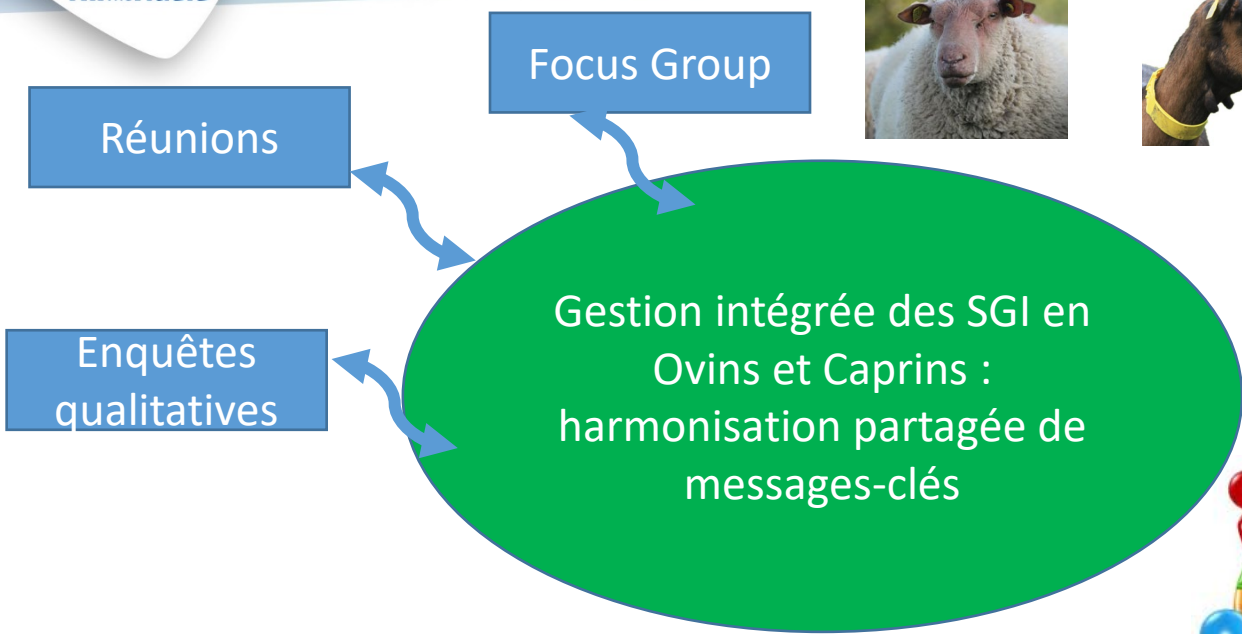 Focus Group
Réunions
Enquêtes
qualitatives
Gestion intégrée des SGI en
Ovins et Caprins :
harmonisation partagée de
messages-clés